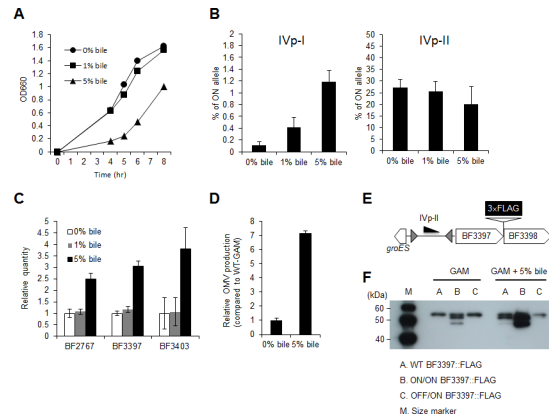 A
OD660
1.8
1.6
1.4
1.2
1
0.8
0.6
0.4
0.2
0
0 1 2 3 4 5 6 7 8
Time (hr)
0% bile
1% bile
5% bile
B
IVp-I
% of ON allele
1.4
1.2
1
0.8
0.6
0.4
0.2
0
0% bile 1% bile 5% bile
IVp-II
% of ON allele
50
45
40
35
30
25
20
15
10
5
0
0% bile 1% bile 5% bile
C
Relative quantity
5
4.5
4
3.5
3
2.5
2
1.5
1
0.5
0
0% bile
1% bile
5% bile
BF2767 BF3397 BF3403
D
Relative OMV production
(compared to WT-GAM)
8
7
6
5
4
3
2
1
0
0% bile 5% bile
E
3×FLAG
IVp-II
BF3397 BF3398
groES
F
GAM GAM + 5% bile
(kDa) M A B C A B C
60
50
A. WT BF3397::FLAG
B. ON/ON BF3397::FLAG
C. OFF/ON BF3397::FLAG
M. Size marker